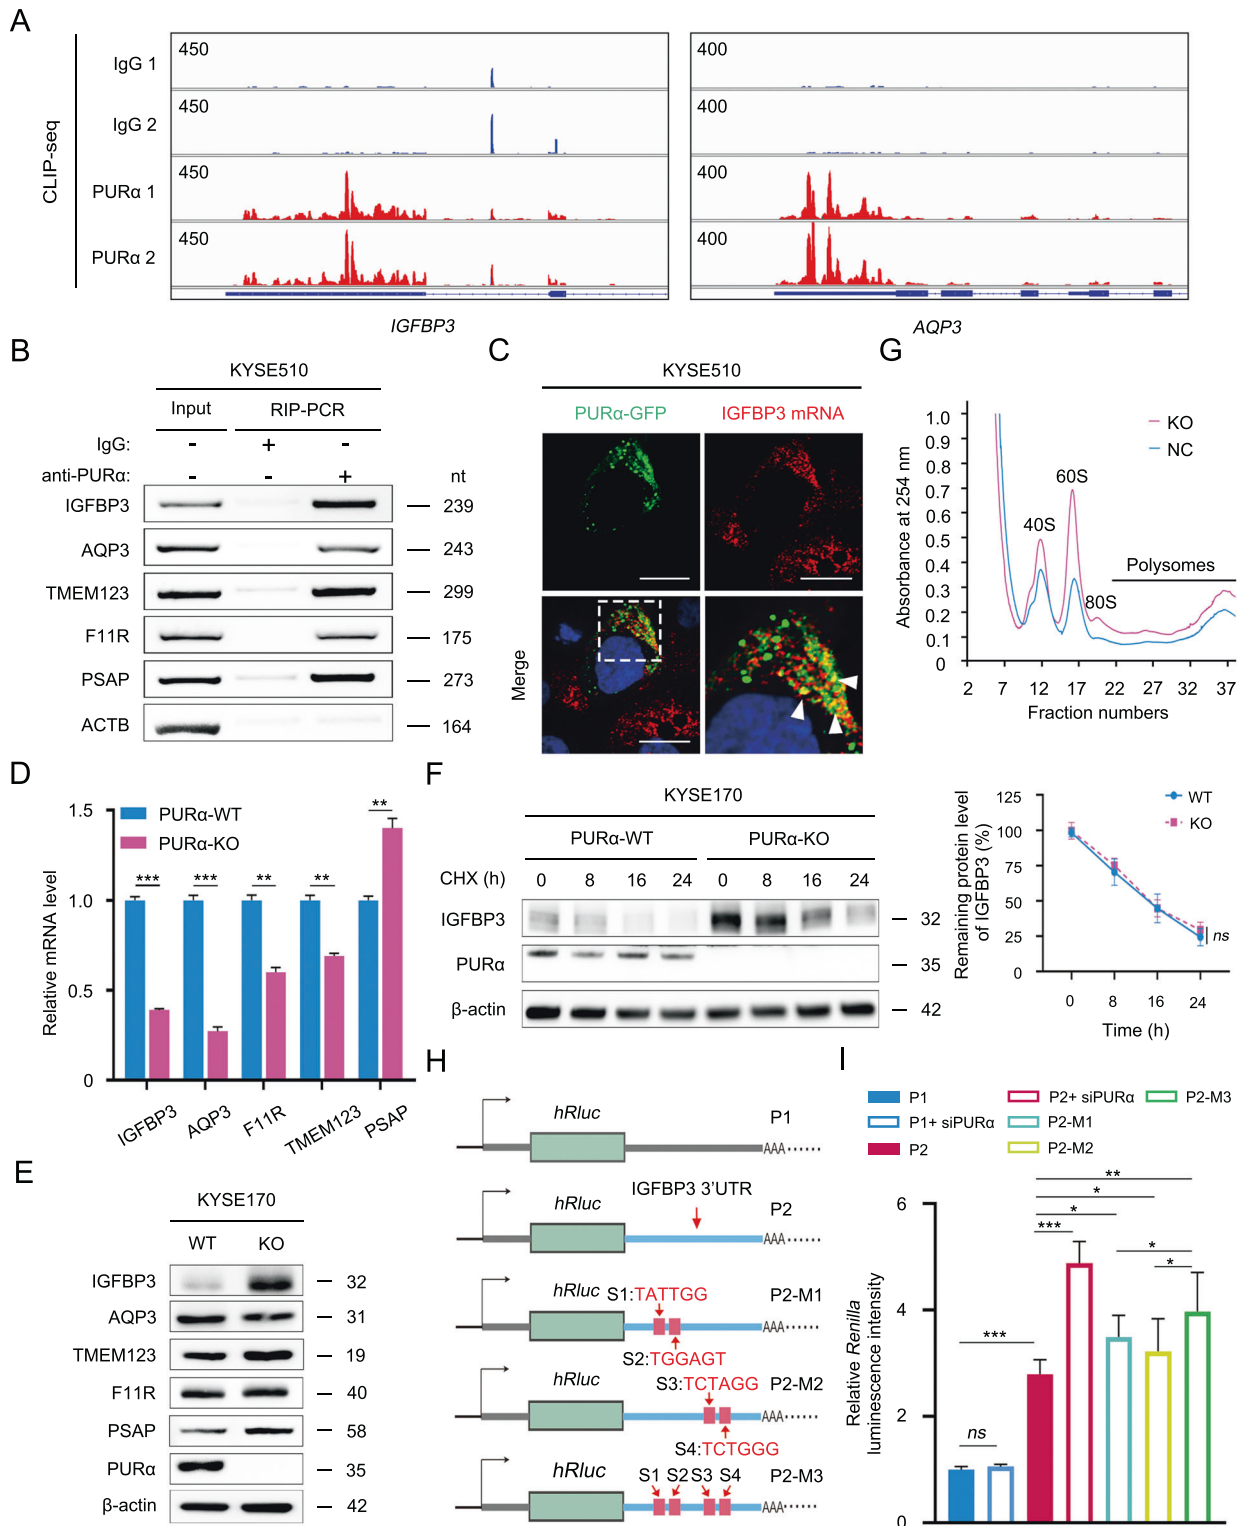 A
CLIP-seq
IgG 1
450
400
IgG 2
450
400
PURα 1
450
400
PURα 2
450
400
IGFBP3
AQP3
B
KYSE510
Input
RIP-PCR
IgG:
-
+
-
anti-PURα:
-
-
+
nt
IGFBP3
239
AQP3
243
TMEM123
299
F11R
175
PSAP
273
ACTB
164
C
KYSE510
PURα-GFP
IGFBP3 mRNA
Merge
G
Absorbance at 254 nm
1.0
0.9
0.8
0.7
0.6
0.5
0.4
0.3
0.2
0.1
0
KO
NC
40S
60S
80S
Polysomes
2 7 12 17 22 27 32 37
Fraction numbers
D
Relative mRNA level
1.5
1.0
0.5
0
PURα-WT
PURα-KO
***
***
**
**
**
IGFBP3
AQP3
F11R
TMEM123
PSAP
E
KYSE170
WT
KO
IGFBP3
32
AQP3
31
TMEM123
19
F11R
40
PSAP
58
PURα
35
β-actin
42
F
KYSE170
PURα-WT
PURα-KO
CHX (h)
0 8 16 24 0 8 16 24
IGFBP3
32
PURα
35
β-actin
42
Remaining protein level
of IGFBP3 (%)
125
100
75
50
25
0
WT
KO
ns
0 8 16 24
Time (h)
H
hRluc
P1
AAA
IGFBP3 3'UTR
hRluc
P2
AAA
hRluc
S1:TATTGG
P2-M1
AAA
S2:TGGAGT
hRluc
S3:TCTAGG
P2-M2
AAA
S4:TCTGGG
hRluc
S1 S2 S3 S4
P2-M3
AAA
I
P1
P1+ siPURα
P2
P2+ siPURα
P2-M1
P2-M2
P2-M3
Relative Renilla
luminescence intensity
6
4
2
0
ns
***
***
*
*
**
*
*